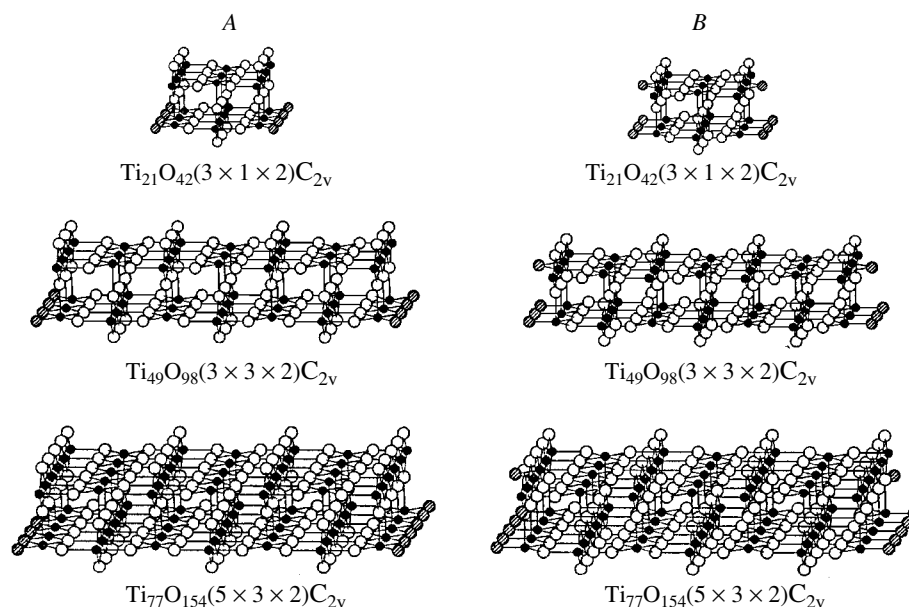 A B
Ti₂₁O₄₂(3 × 1 × 2)C₂ᵥ Ti₂₁O₄₂(3 × 1 × 2)C₂ᵥ
Ti₄₉O₉₈(3 × 3 × 2)C₂ᵥ Ti₄₉O₉₈(3 × 3 × 2)C₂ᵥ
Ti₇₇O₁₅₄(5 × 3 × 2)C₂ᵥ Ti₇₇O₁₅₄(5 × 3 × 2)C₂ᵥ